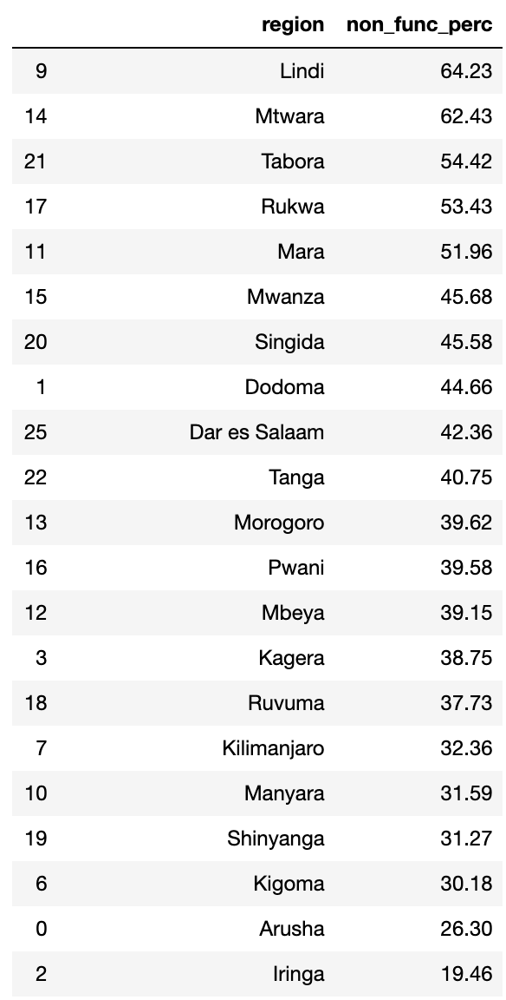 region non_func_perc
9 Lindi 64.23
14 Mtwara 62.43
21 Tabora 54.42
17 Rukwa 53.43
11 Mara 51.96
15 Mwanza 45.68
20 Singida 45.58
1 Dodoma 44.66
25 Dar es Salaam 42.36
22 Tanga 40.75
13 Morogoro 39.62
16 Pwani 39.58
12 Mbeya 39.15
3 Kagera 38.75
18 Ruvuma 37.73
7 Kilimanjaro 32.36
10 Manyara 31.59
19 Shinyanga 31.27
6 Kigoma 30.18
0 Arusha 26.30
2 Iringa 19.46